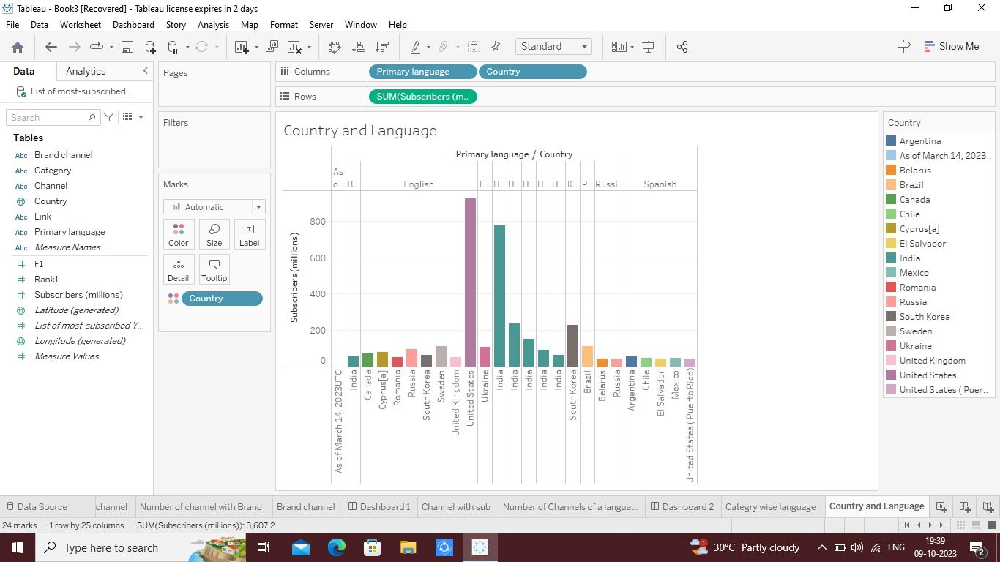 Tableau - Book3 [Recovered] - Tableau license expires in 2 days
File Data Worksheet Dashboard Story Analysis Map Format Server Window Help
Standard
Show Me
Data Analytics
List of most-subscribed ...
Search
Tables
Abc Brand channel
Abc Category
Abc Channel
Country
Abc Link
Abc Primary language
Abc Measure Names
F1
Rank1
Subscribers (millions)
Latitude (generated)
List of most-subscribed Y...
Longitude (generated)
Measure Values
Pages
Filters
Marks
Automatic
Color Size Label
Detail Tooltip
Country
Columns Primary language Country
Rows SUM(Subscribers (m..
Country and Language
Primary language / Country
As o.. B.. English E.. H.. H.. H.. H.. H.. K.. P.. Russi.. Spanish
Subscribers (millions)
800
600
400
200
0
As of March 14, 2023UTC
India
Canada
Cyprus[a]
Romania
Russia
South Korea
Sweden
United Kingdom
United States
Ukraine
India
India
India
India
India
South Korea
Brazil
Belarus
Russia
Argentina
Chile
El Salvador
Mexico
United States ( Puerto Rico)
Country
Argentina
As of March 14, 2023..
Belarus
Brazil
Canada
Chile
Cyprus[a]
El Salvador
India
Mexico
Romania
Russia
South Korea
Sweden
Ukraine
United Kingdom
United States
United States ( Puer..
Data Source channel Number of channel with Brand Brand channel Dashboard 1 Channel with sub Number of Channels of a langua... Dashboard 2 Categry wise language Country and Language
24 marks 1 row by 25 columns SUM(Subscribers (millions)): 3,607.2
Type here to search
1
30°C Partly cloudy
ENG
19:39
09-10-2023
2